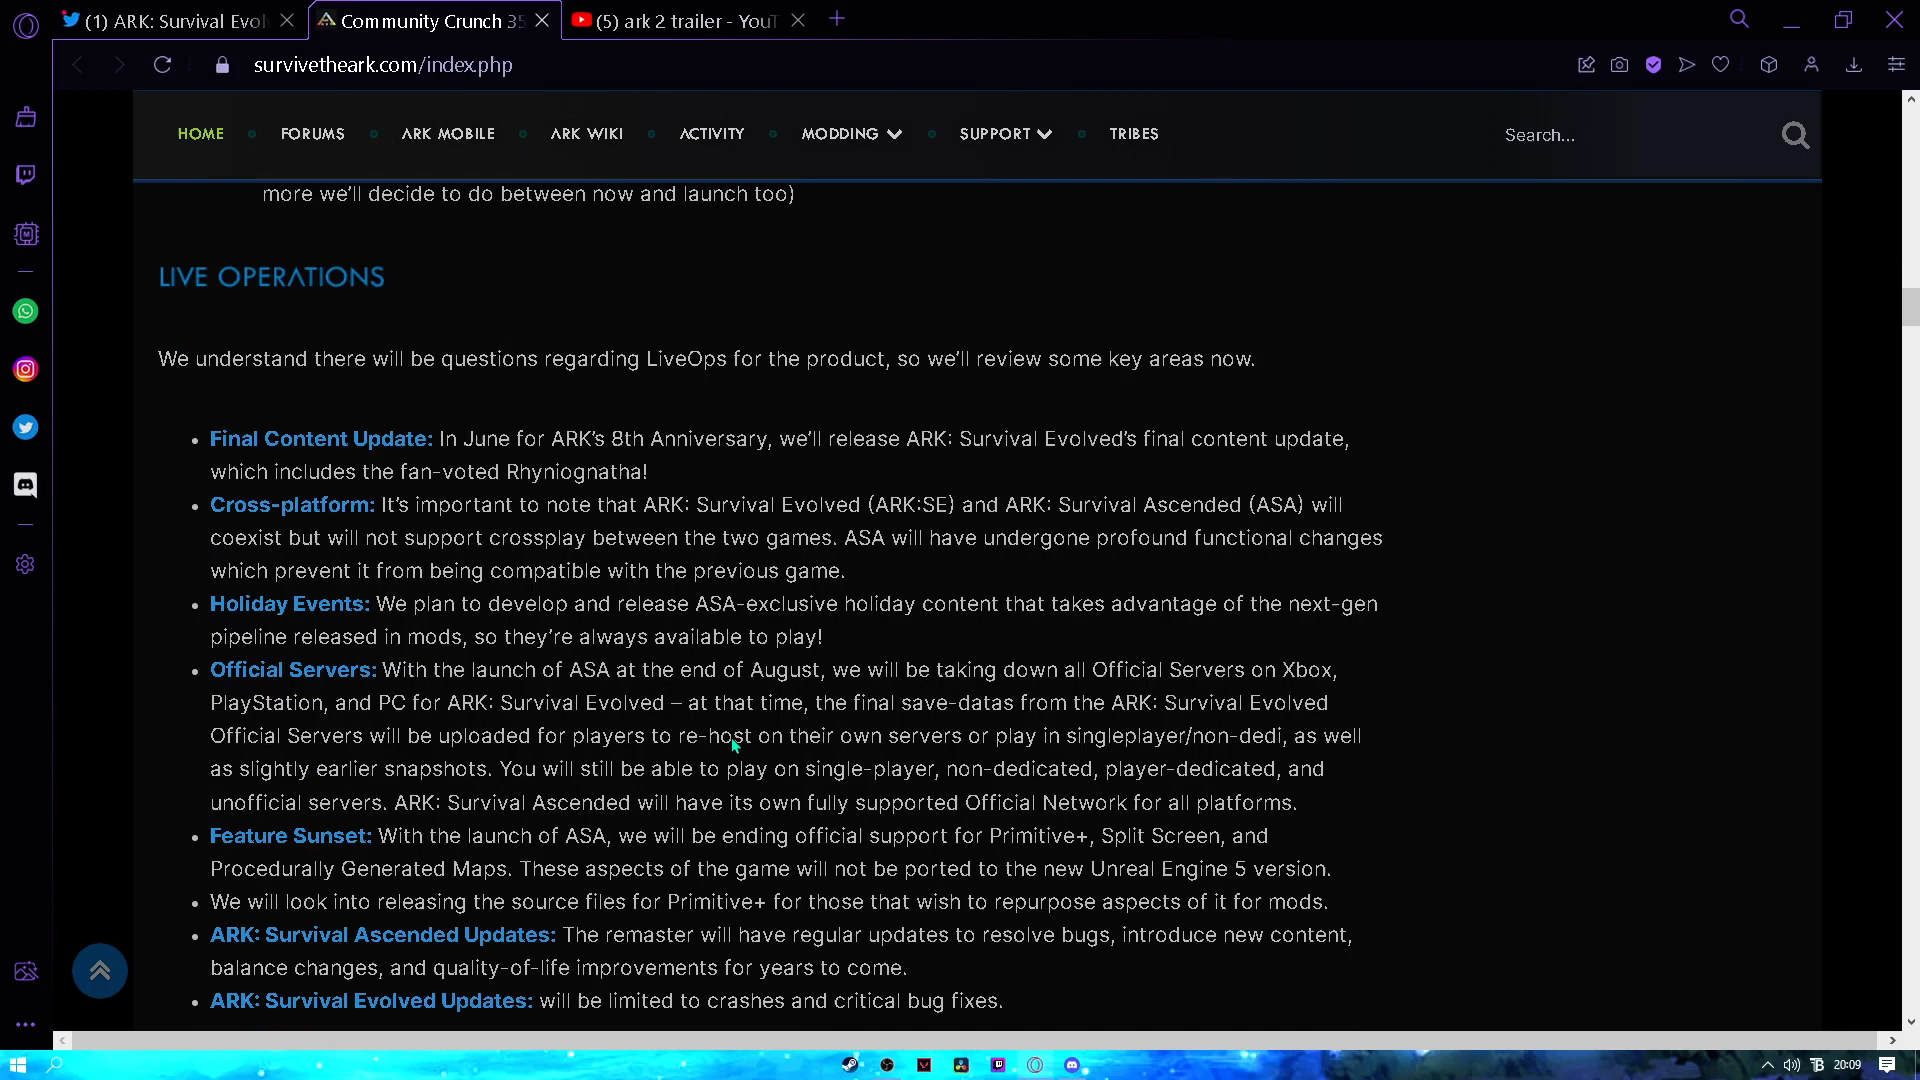 (1) ARK: Survival Evol
Community Crunch 35
(5) ark 2 trailer - YouT
survivetheark.com/index.php
HOME FORUMS ARK MOBILE ARK WIKI ACTIVITY MODDING SUPPORT TRIBES Search...
more we'll decide to do between now and launch too)
LIVE OPERATIONS
We understand there will be questions regarding LiveOps for the product, so we'll review some key areas now.
• Final Content Update: In June for ARK's 8th Anniversary, we'll release ARK: Survival Evolved's final content update,
which includes the fan-voted Rhyniognatha!
• Cross-platform: It's important to note that ARK: Survival Evolved (ARK:SE) and ARK: Survival Ascended (ASA) will
coexist but will not support crossplay between the two games. ASA will have undergone profound functional changes
which prevent it from being compatible with the previous game.
• Holiday Events: We plan to develop and release ASA-exclusive holiday content that takes advantage of the next-gen
pipeline released in mods, so they're always available to play!
• Official Servers: With the launch of ASA at the end of August, we will be taking down all Official Servers on Xbox,
PlayStation, and PC for ARK: Survival Evolved – at that time, the final save-datas from the ARK: Survival Evolved
Official Servers will be uploaded for players to re-host on their own servers or play in singleplayer/non-dedi, as well
as slightly earlier snapshots. You will still be able to play on single-player, non-dedicated, player-dedicated, and
unofficial servers. ARK: Survival Ascended will have its own fully supported Official Network for all platforms.
• Feature Sunset: With the launch of ASA, we will be ending official support for Primitive+, Split Screen, and
Procedurally Generated Maps. These aspects of the game will not be ported to the new Unreal Engine 5 version.
• We will look into releasing the source files for Primitive+ for those that wish to repurpose aspects of it for mods.
• ARK: Survival Ascended Updates: The remaster will have regular updates to resolve bugs, introduce new content,
balance changes, and quality-of-life improvements for years to come.
• ARK: Survival Evolved Updates: will be limited to crashes and critical bug fixes.
20:09